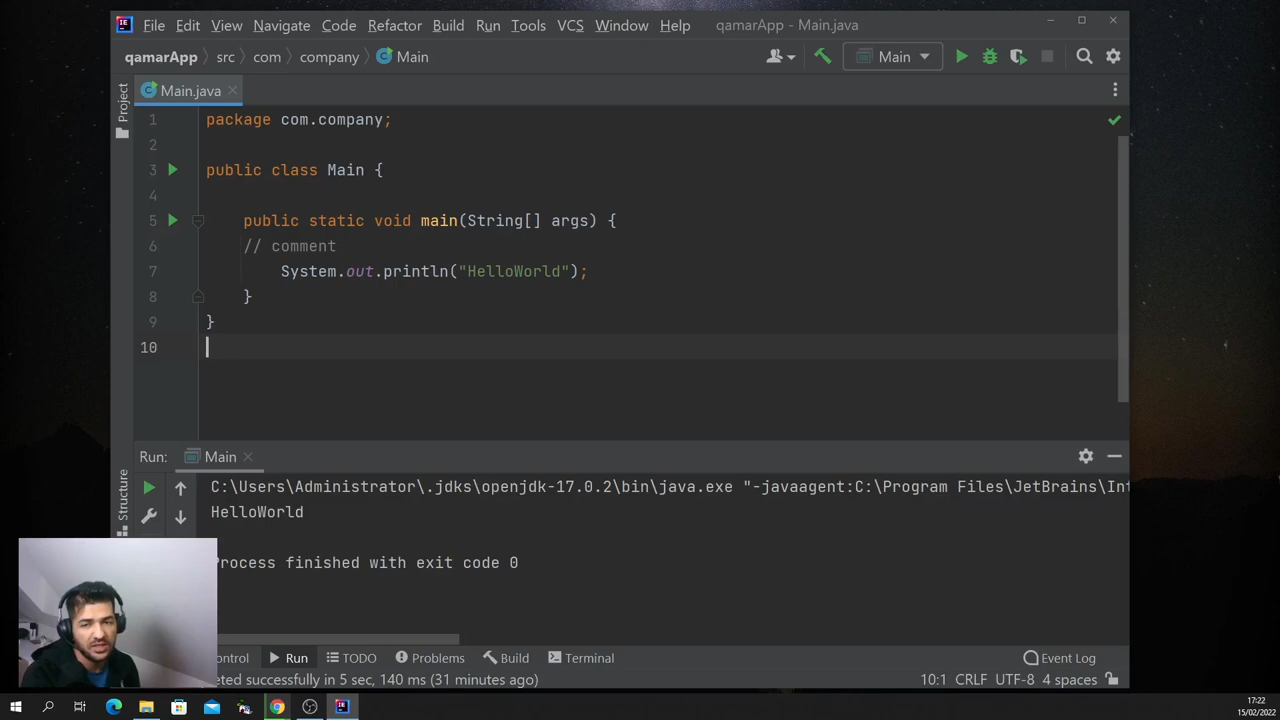 File Edit View Navigate Code Refactor Build Run Tools VCS Window Help qamarApp - Main.java
qamarApp src com company Main Main
Project
Main.java
1 package com.company;
2
3 public class Main {
4
5 public static void main(String[] args) {
6 // comment
7 System.out.println("HelloWorld");
8 }
9 }
10
Run: Main
C:\Users\Administrator\.jdks\openjdk-17.0.2\bin\java.exe "-javaagent:C:\Program Files\JetBrains\Int
HelloWorld
Process finished with exit code 0
Structure
ontrol Run TODO Problems Build Terminal Event Log
eted successfully in 5 sec, 140 ms (31 minutes ago) 10:1 CRLF UTF-8 4 spaces
17:22
15/02/2022